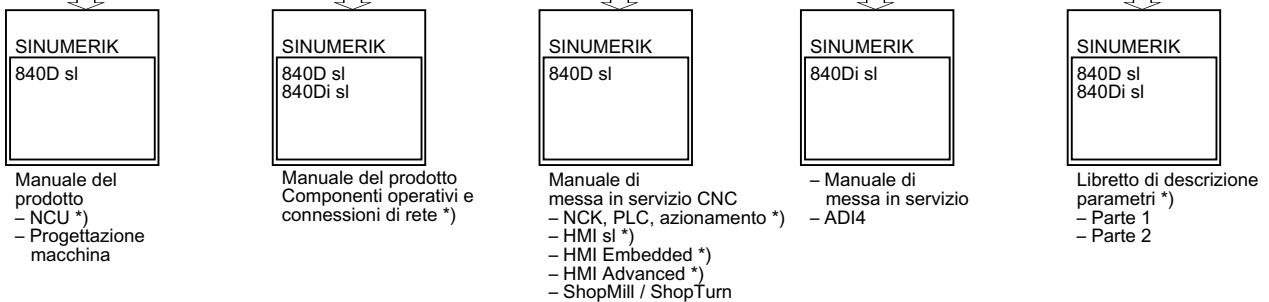 SINUMERIK
840D sl
Manuale del
prodotto
– NCU *)
– Progettazione
macchina
SINUMERIK
840D sl
840Di sl
Manuale del prodotto
Componenti operativi e
connessioni di rete *)
SINUMERIK
840D sl
Manuale di
messa in servizio CNC
– NCK, PLC, azionamento *)
– HMI sl *)
– HMI Embedded *)
– HMI Advanced *)
– ShopMill / ShopTurn
SINUMERIK
840Di sl
– Manuale di
messa in servizio
– ADI4
SINUMERIK
840D sl
840Di sl
Libretto di descrizione
parametri *)
– Parte 1
– Parte 2